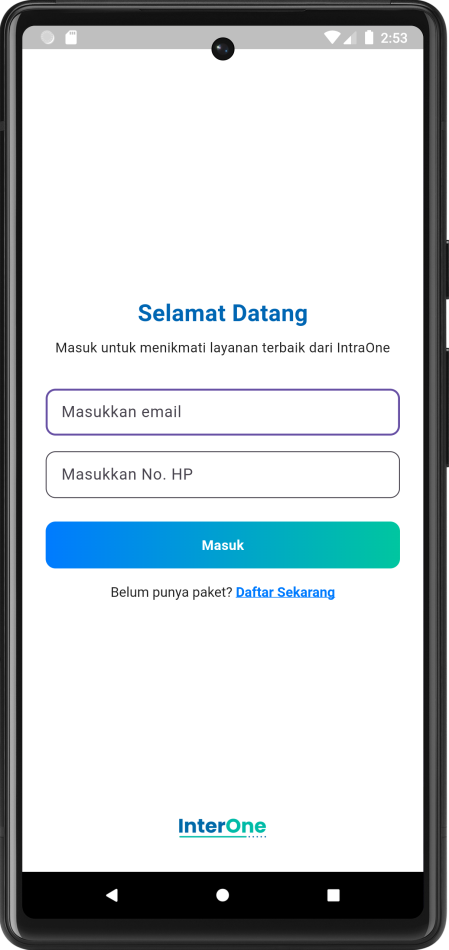 2:53
Selamat Datang
Masuk untuk menikmati layanan terbaik dari IntraOne
Masukkan email
Masukkan No. HP
Masuk
Belum punya paket? Daftar Sekarang
InterOne